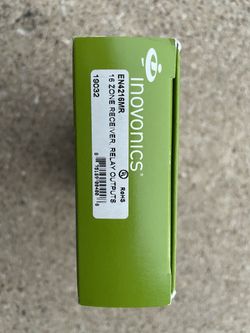 inovonics®
EN4216MR
16 ZONE RECEIVER, RELAY OUTPUTS
19032
RoHS